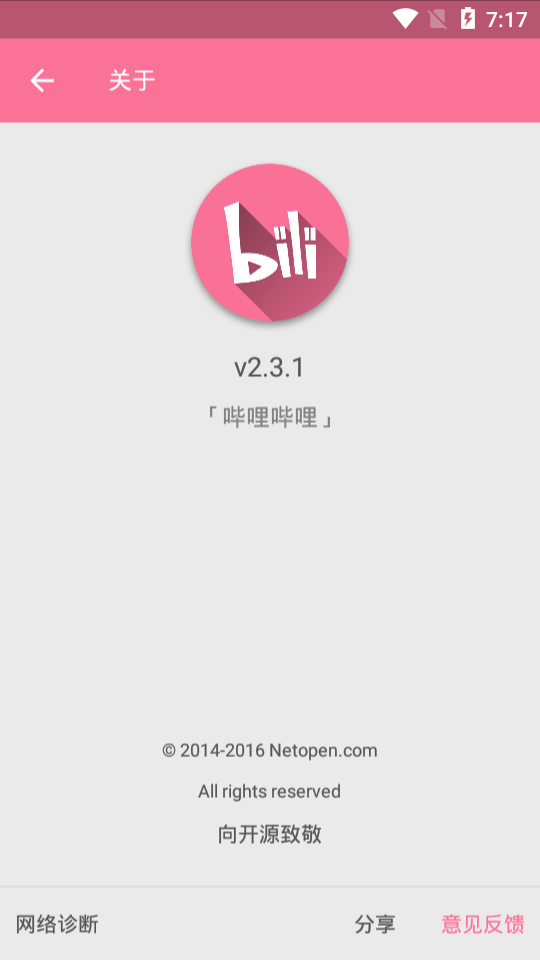 7:17
关于
bili
v2.3.1
「哔哩哔哩」
© 2014-2016 Netopen.com
All rights reserved
向开源致敬
网络诊断 分享 意见反馈